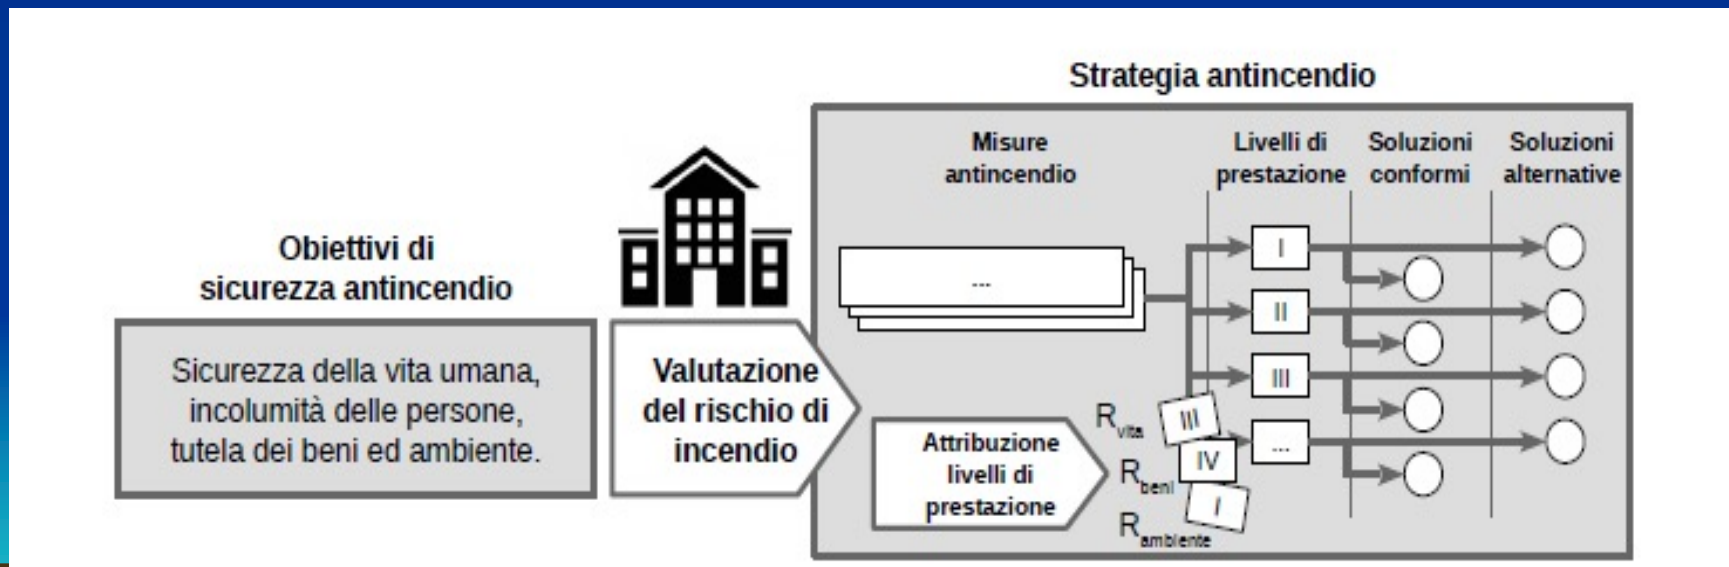 Strategia antincendio
Misure
antincendio
Livelli di
prestazione
Soluzioni
conformi
Soluzioni
alternative
Obiettivi di
sicurezza antincendio
Sicurezza della vita umana,
incolumità delle persone,
tutela dei beni ed ambiente.
Valutazione
del rischio di
incendio
...
I
II
III
...
Attribuzione
livelli di
prestazione
Rvita
III
Rbeni
IV
Rambiente
I